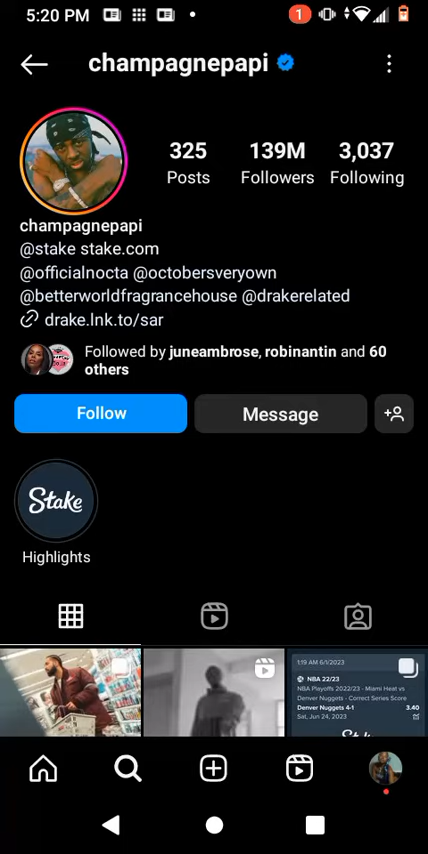 5:20 PM
1
champagnepapi
325 139M 3,037
Posts Followers Following
champagnepapi
@stake stake.com
@officialnocta @octobersveryown
@betterworldfragrancehouse @drakerelated
drake.lnk.to/sar
Followed by juneambrose, robinantin and 60
others
Follow Message
Stake
Highlights
1:19 AM 6/1/2023
NBA 22/23
NBA Playoffs 2022/23 - Miami Heat vs
Denver Nuggets - Correct Series Score
Denver Nuggets 4-1 3.40
Sat, Jun 24, 2023
Stake